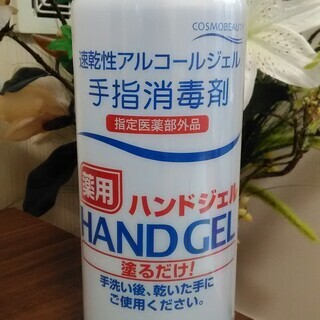 COSMOBEAUTY
速乾性アルコールジェル
手指消毒剤
指定医薬部外品
薬用
ハンドジェル
HAND GEL
塗るだけ!
手洗い後、乾いた手に
ご使用ください。